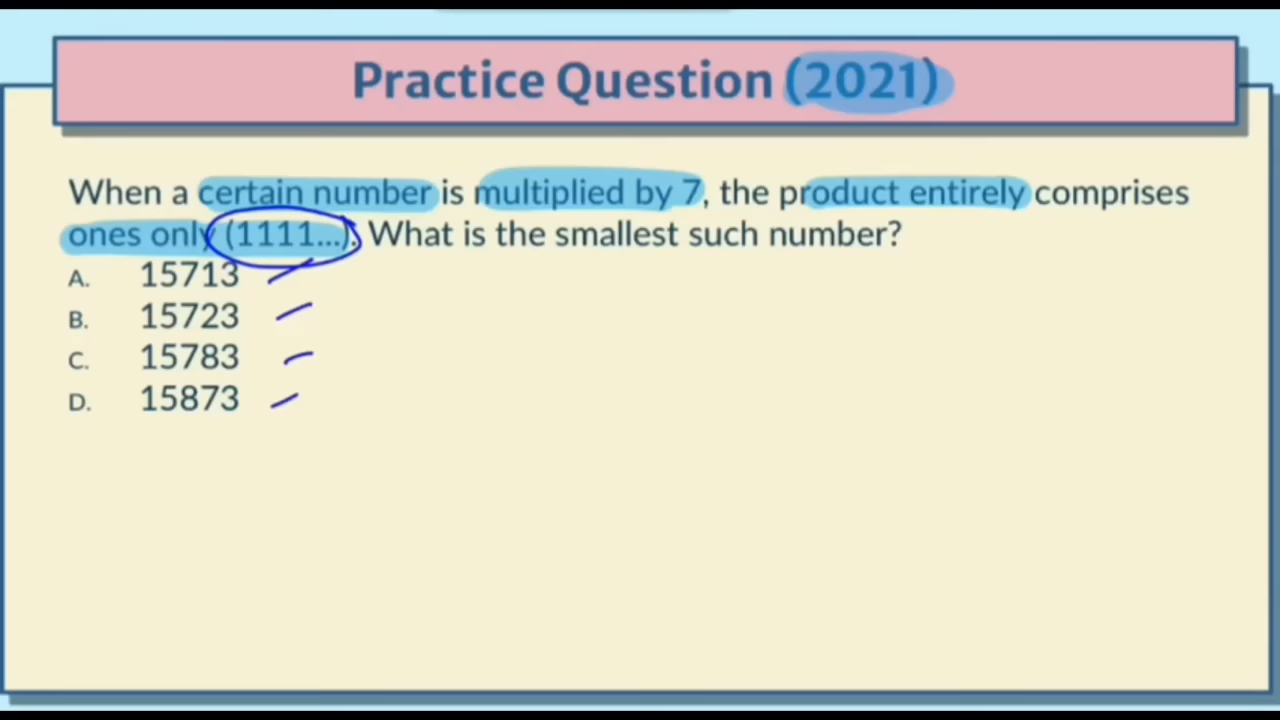 Practice Question (2021)
When a certain number is multiplied by 7, the product entirely comprises
ones only (1111...). What is the smallest such number?
A. 15713
B. 15723
C. 15783
D. 15873